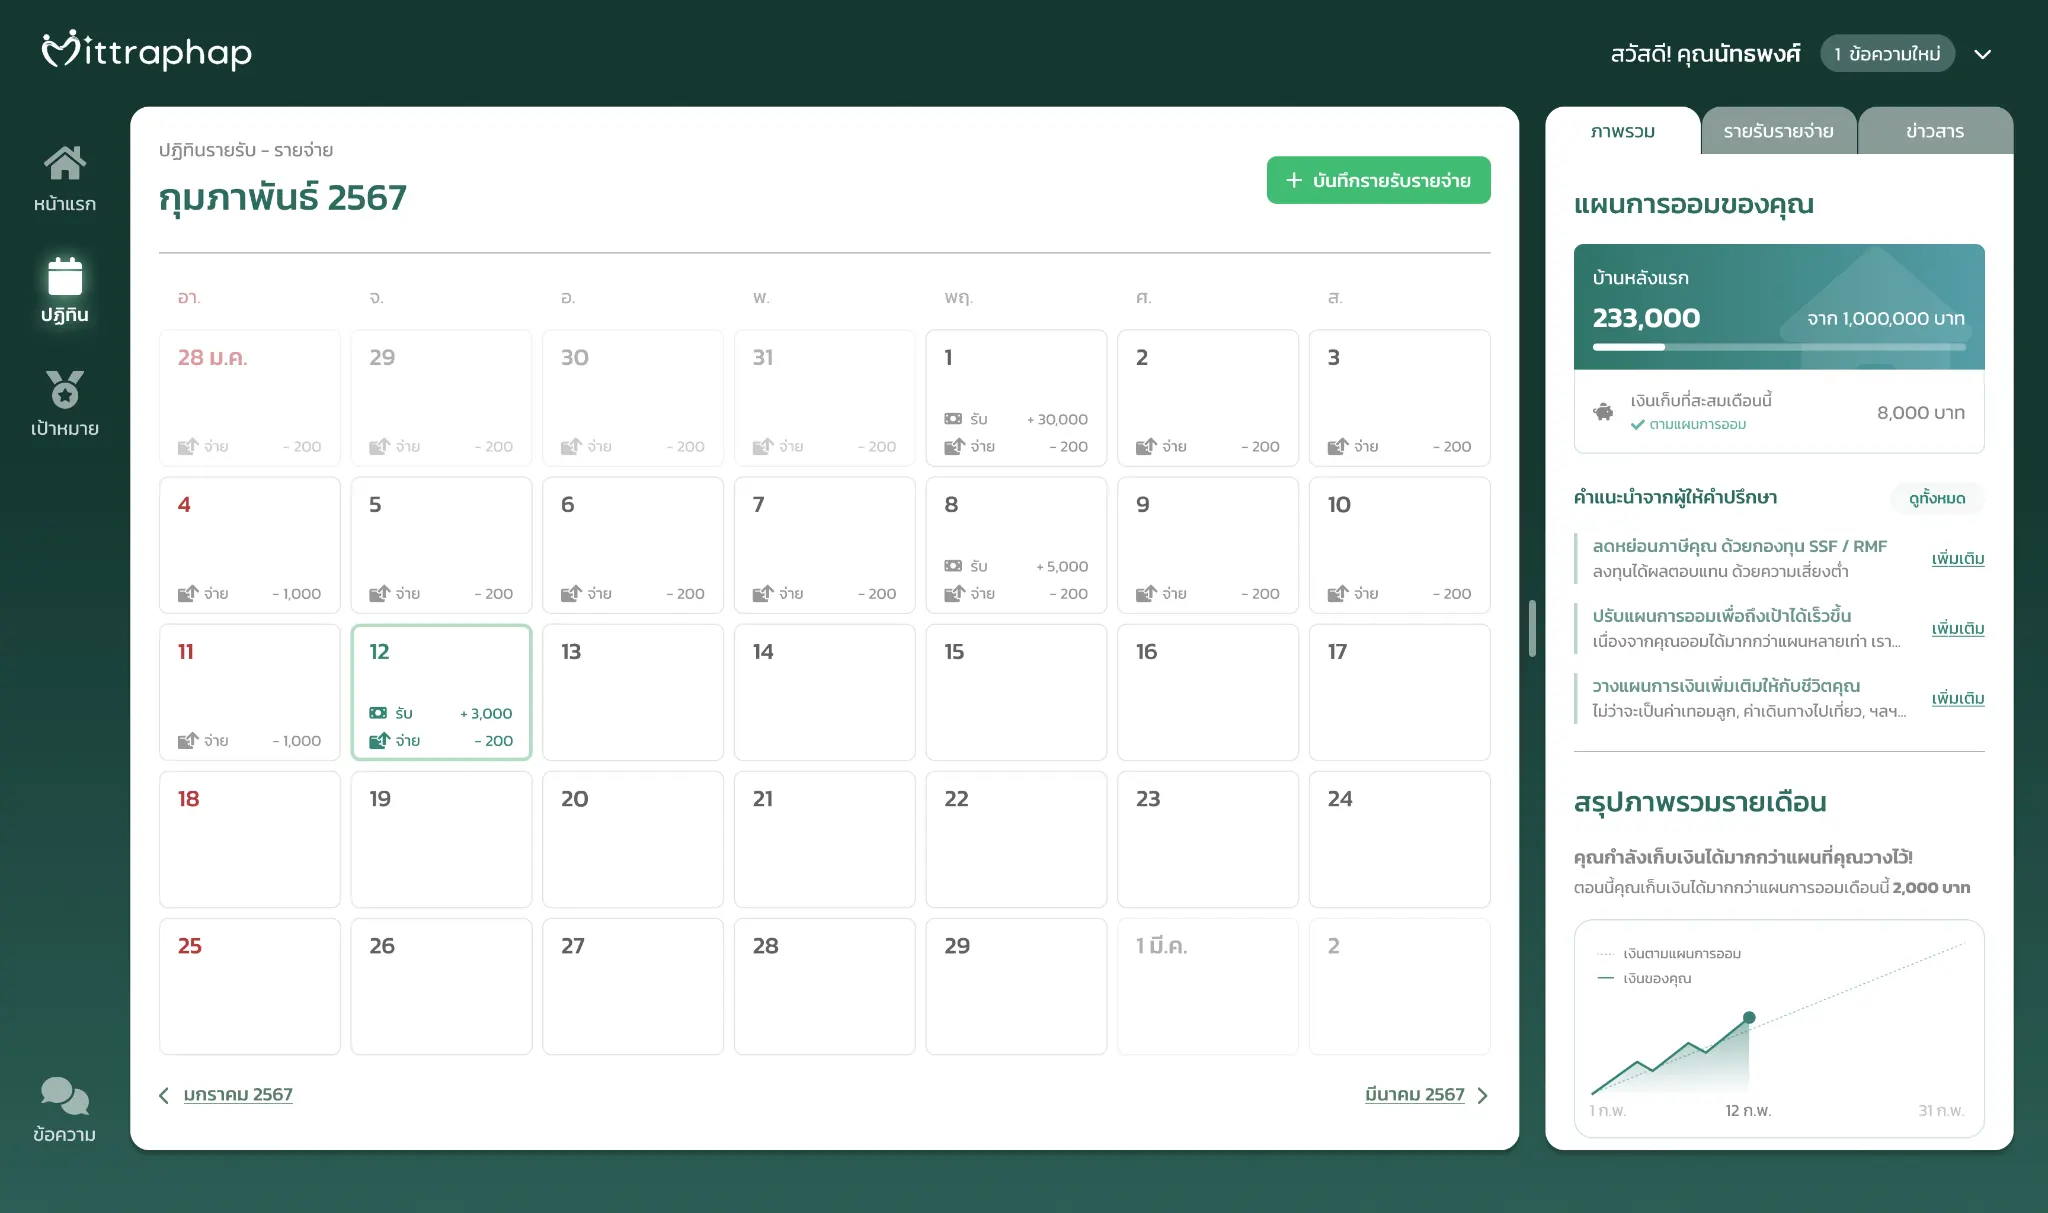 Mittraphap
สวัสดี! คุณนัทธพงศ์
1 ข้อความใหม่
หน้าแรก
ปฏิทิน
เป้าหมาย
ข้อความ
ปฏิทินรายรับ - รายจ่าย
กุมภาพันธ์ 2567
+ บันทึกรายรับรายจ่าย
อา. จ. อ. พ. พฤ. ศ. ส.
28 ม.ค. 29 30 31 1 2 3
รับ + 30,000
จ่าย - 200 จ่าย - 200 จ่าย - 200 จ่าย - 200 จ่าย - 200 จ่าย - 200 จ่าย - 200
4 5 6 7 8 9 10
รับ + 5,000
จ่าย - 1,000 จ่าย - 200 จ่าย - 200 จ่าย - 200 จ่าย - 200 จ่าย - 200 จ่าย - 200
11 12 13 14 15 16 17
รับ + 3,000
จ่าย - 1,000 จ่าย - 200
18 19 20 21 22 23 24
25 26 27 28 29 1 มี.ค. 2
มกราคม 2567
มีนาคม 2567
ภาพรวม
รายรับรายจ่าย
ข่าวสาร
แผนการออมของคุณ
บ้านหลังแรก
233,000 จาก 1,000,000 บาท
เงินเก็บที่สะสมเดือนนี้
ตามแผนการออม
8,000 บาท
คำแนะนำจากผู้ให้คำปรึกษา
ดูทั้งหมด
ลดหย่อนภาษีคุณ ด้วยกองทุน SSF / RMF
ลงทุนได้ผลตอบแทน ด้วยความเสี่ยงต่ำ
เพิ่มเติม
ปรับแผนการออมเพื่อถึงเป้าได้เร็วขึ้น
เนื่องจากคุณออมได้มากกว่าแผนหลายเท่า เรา...
เพิ่มเติม
วางแผนการเงินเพิ่มเติมให้กับชีวิตคุณ
ไม่ว่าจะเป็นค่าเทอมลูก, ค่าเดินทางไปเที่ยว, ฯลฯ...
เพิ่มเติม
สรุปภาพรวมรายเดือน
คุณกำลังเก็บเงินได้มากกว่าแผนที่คุณวางไว้!
ตอนนี้คุณเก็บเงินได้มากกว่าแผนการออมเดือนนี้ 2,000 บาท
เงินตามแผนการออม
เงินของคุณ
1 ก.พ. 12 ก.พ. 31 ก.พ.